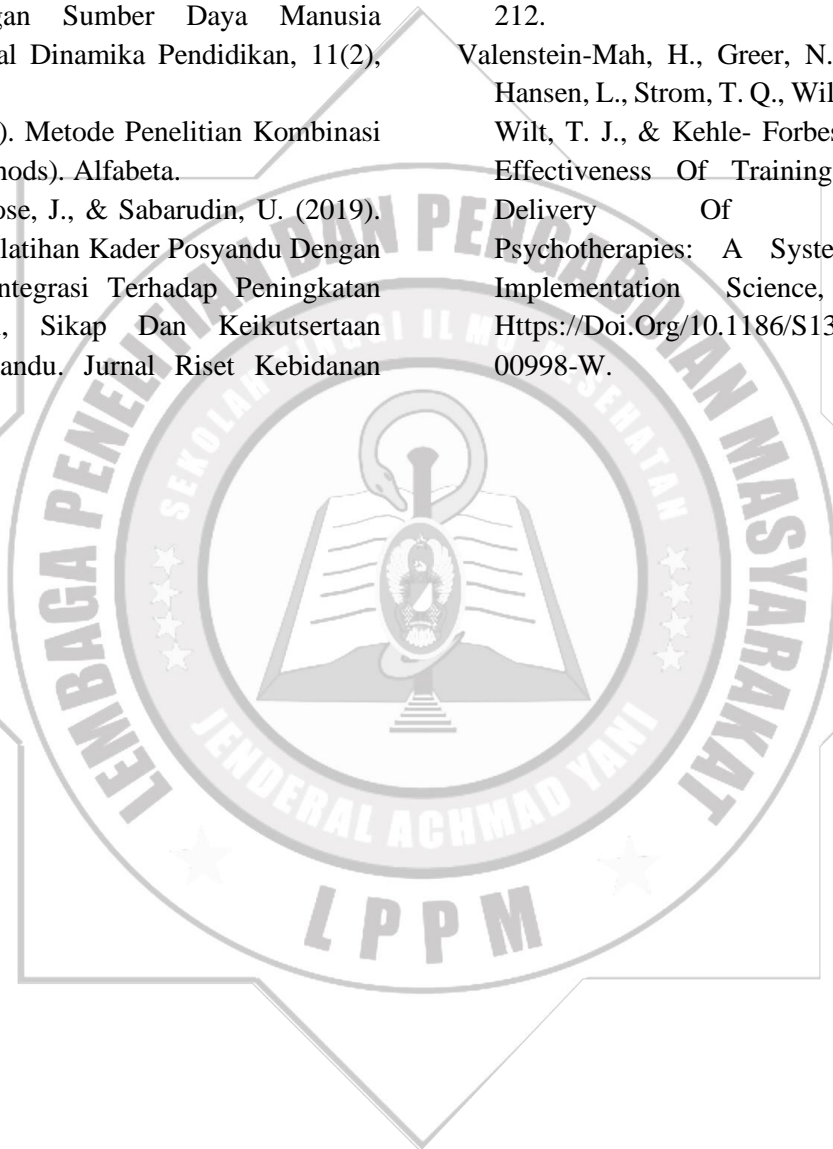 gan Sumber Daya Manusia
al Dinamika Pendidikan, 11(2),
). Metode Penelitian Kombinasi
hods). Alfabeta.
ose, J., & Sabarudin, U. (2019).
latihan Kader Posyandu Dengan
ntegrasi Terhadap Peningkatan
, Sikap Dan Keikutsertaan
andu. Jurnal Riset Kebidanan
212.
Valenstein-Mah, H., Greer, N.
Hansen, L., Strom, T. Q., Wil
Wilt, T. J., & Kehle- Forbes
Effectiveness Of Training
Delivery Of
Psychotherapies: A Syste
Implementation Science,
Https://Doi.Org/10.1186/S13
00998-W.
LEMBAGA PENELITIAN DAN PENGABDIAN MASYARAKAT
SEKOLAH TINGGI IL MU KESEHATAN
JENDERAL ACHMAD YANI
LPPM